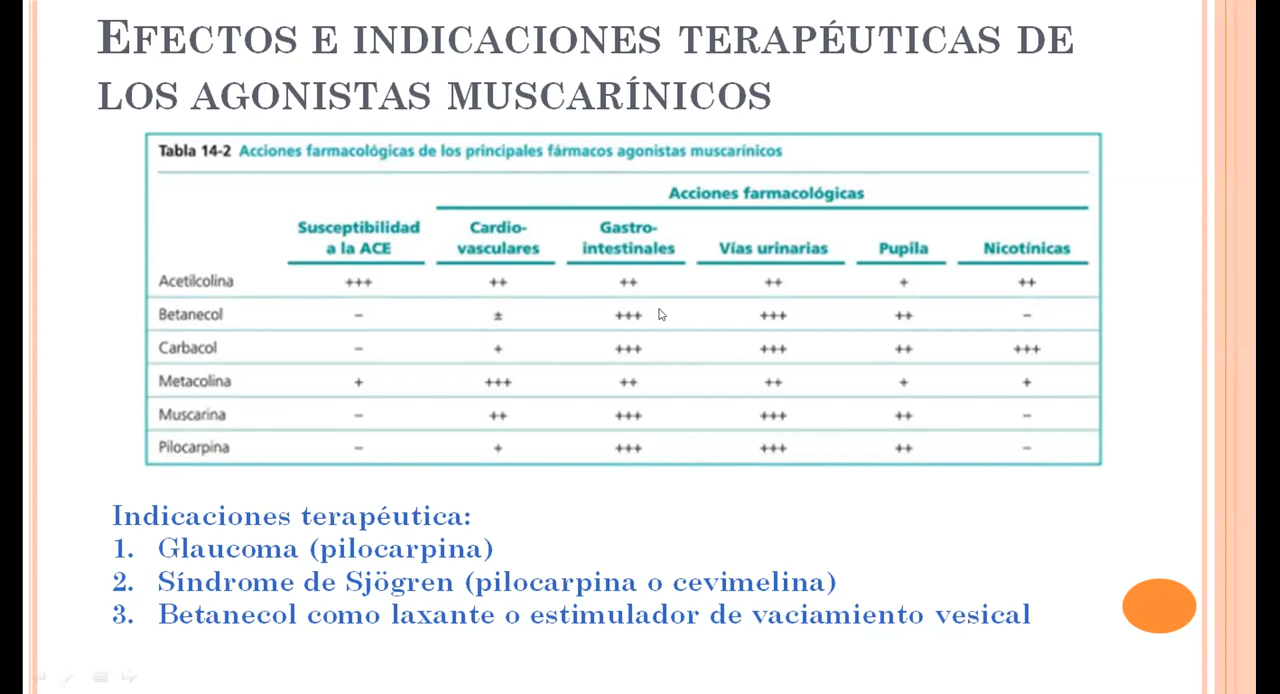 EFECTOS E INDICACIONES TERAPÉUTICAS DE
LOS AGONISTAS MUSCARÍNICOS
Tabla 14-2 Acciones farmacológicas de los principales fármacos agonistas muscarínicos
Acciones farmacológicas
Susceptibilidad a la ACE Cardio-vasculares Gastro-intestinales Vías urinarias Pupila Nicotínicas
Acetilcolina +++ ++ ++ ++ + ++
Betanecol – ± +++ +++ ++ –
Carbacol – + +++ +++ ++ +++
Metacolina + +++ ++ ++ + +
Muscarina – ++ +++ +++ ++ –
Pilocarpina – + +++ +++ ++ –
Indicaciones terapéutica:
1. Glaucoma (pilocarpina)
2. Síndrome de Sjögren (pilocarpina o cevimelina)
3. Betanecol como laxante o estimulador de vaciamiento vesical